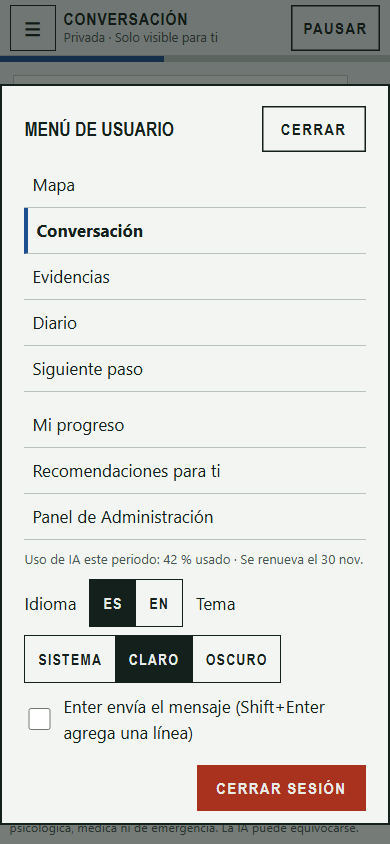 CONVERSACIÓN
Privada · Solo visible para ti
PAUSAR
MENÚ DE USUARIO
CERRAR
Mapa
Conversación
Evidencias
Diario
Siguiente paso
Mi progreso
Recomendaciones para ti
Panel de Administración
Uso de IA este periodo: 42 % usado · Se renueva el 30 nov.
Idioma
ES
EN
Tema
SISTEMA
CLARO
OSCURO
Enter envía el mensaje (Shift+Enter
agrega una línea)
CERRAR SESIÓN
psicológica, médica ni de emergencia. La IA puede equivocarse.